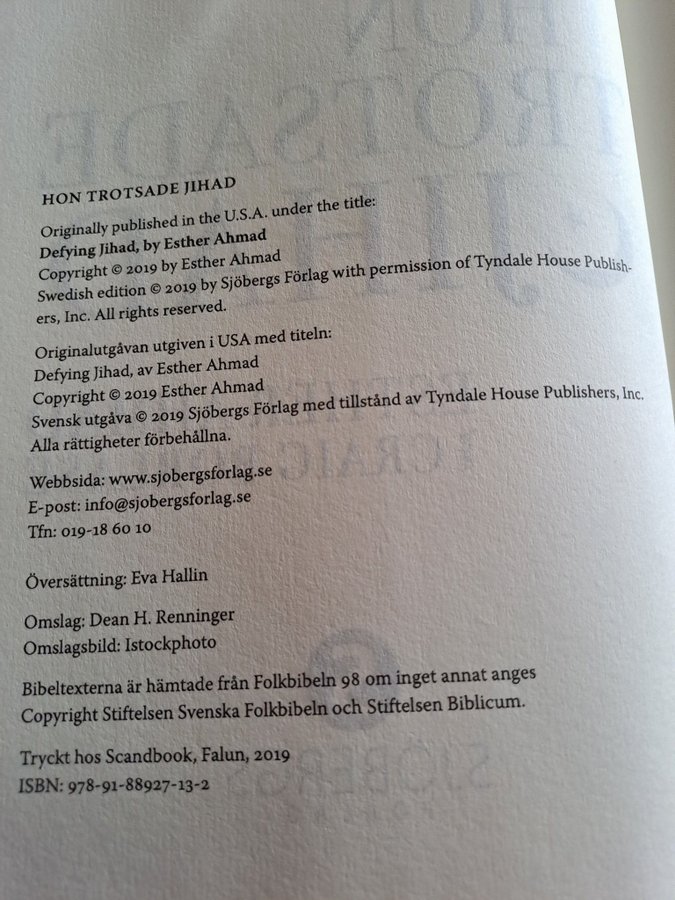 HON TROTSADE JIHAD
Originally published in the U.S.A. under the title:
Defying Jihad, by Esther Ahmad
Copyright © 2019 by Esther Ahmad
Swedish edition © 2019 by Sjöbergs Förlag with permission of Tyndale House Publish-
ers, Inc. All rights reserved.
Originalutgåvan utgiven i USA med titeln:
Defying Jihad, av Esther Ahmad
Copyright © 2019 Esther Ahmad
Svensk utgåva © 2019 Sjöbergs Förlag med tillstånd av Tyndale House Publishers, Inc.
Alla rättigheter förbehållna.
Webbsida: www.sjobergsforlag.se
E-post: info@sjobergsforlag.se
Tfn: 019-18 60 10
Översättning: Eva Hallin
Omslag: Dean H. Renninger
Omslagsbild: Istockphoto
Bibeltexterna är hämtade från Folkbibeln 98 om inget annat anges
Copyright Stiftelsen Svenska Folkbibeln och Stiftelsen Biblicum.
Tryckt hos Scandbook, Falun, 2019
ISBN: 978-91-88927-13-2